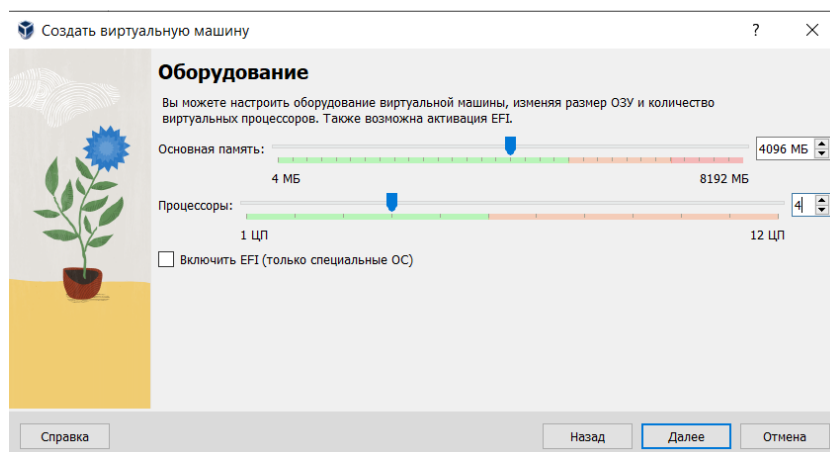 Создать виртуальную машину
?
Оборудование
Вы можете настроить оборудование виртуальной машины, изменяя размер ОЗУ и количество
виртуальных процессоров. Также возможна активация EFI.
Основная память: 4096 МБ
4 МБ 8192 МБ
Процессоры: 4
1 ЦП 12 ЦП
Включить EFI (только специальные ОС)
Справка Назад Далее Отмена